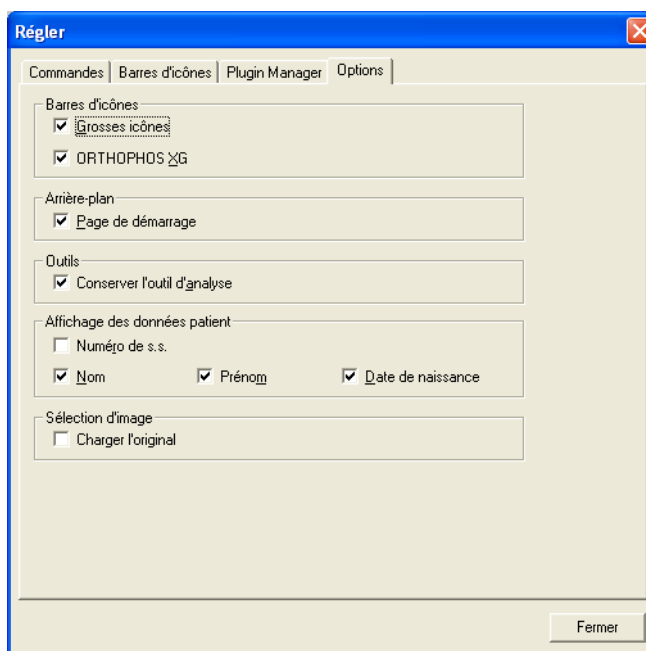 Régler
Commandes Barres d'icônes Plugin Manager Options
Barres d'icônes
Grosses icônes
ORTHOPHOS XG
Arrière-plan
Page de démarrage
Outils
Conserver l'outil d'analyse
Affichage des données patient
Numéro de s.s.
Nom Prénom Date de naissance
Sélection d'image
Charger l'original
Fermer